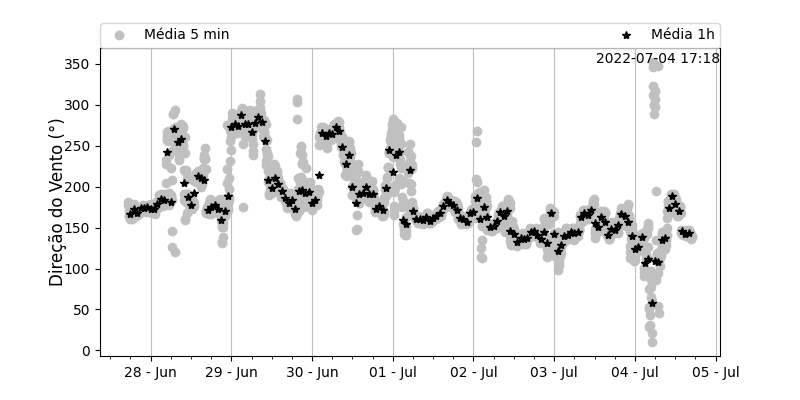 Média 5 min
Média 1h
2022-07-04 17:18
Direção do Vento (°)
350
300
250
200
150
100
50
0
28 - Jun
29 - Jun
30 - Jun
01 - Jul
02 - Jul
03 - Jul
04 - Jul
05 - Jul